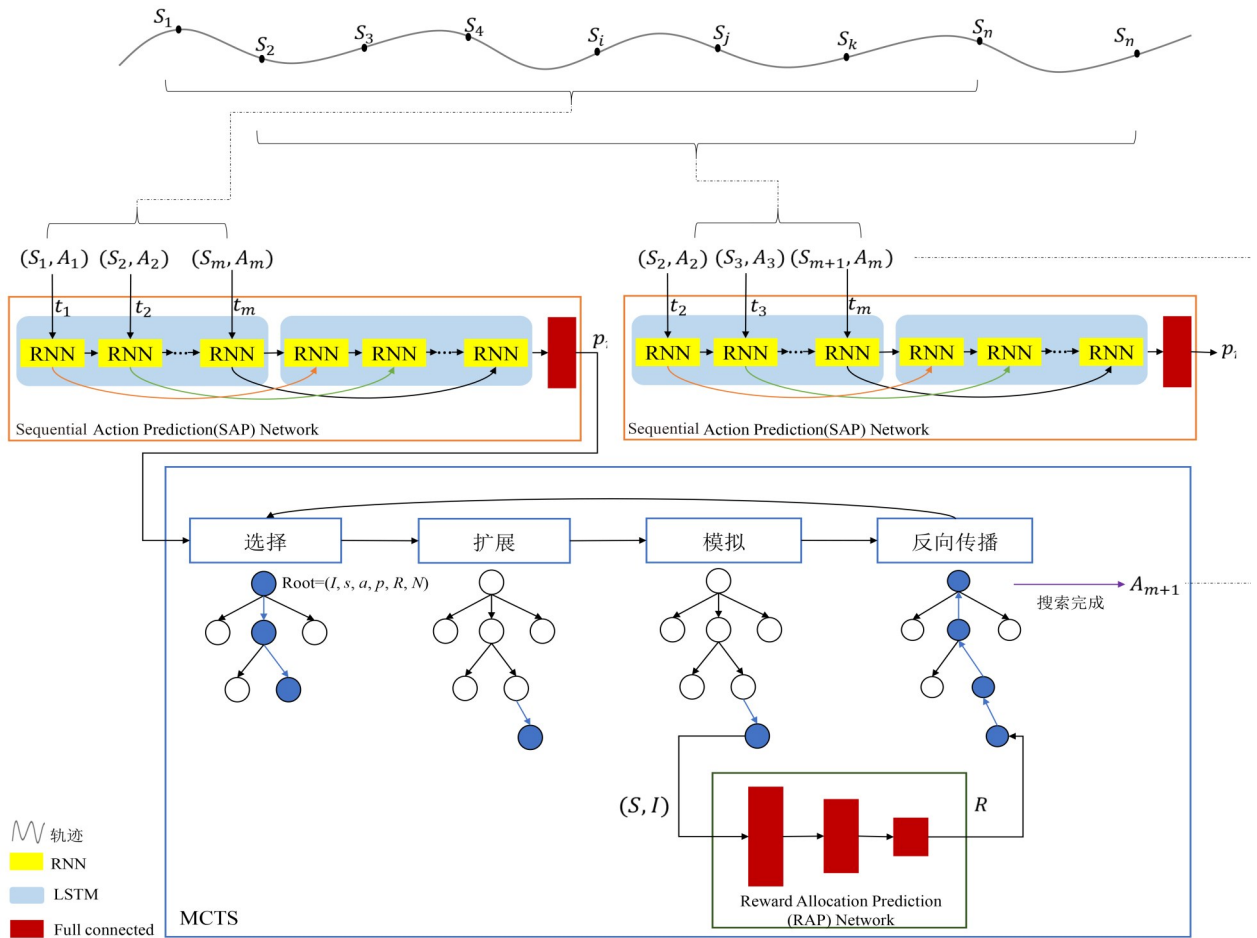 S₁ S₂ S₃ S₄ Sᵢ Sⱼ Sₖ Sₙ Sₙ
(S₁, A₁) (S₂, A₂) (Sₘ, Aₘ)
t₁ t₂ tₘ
RNN RNN ... RNN RNN RNN ... RNN
Sequential Action Prediction(SAP) Network
(S₂, A₂) (S₃, A₃) (Sₘ₊₁, Aₘ)
t₂ t₃ tₘ
RNN RNN ... RNN RNN RNN ... RNN
Sequential Action Prediction(SAP) Network
选择 扩展 模拟 反向传播
Root=(I, s, a, p, R, N)
搜索完成
Aₘ₊₁
(S, I)
R
Reward Allocation Prediction
(RAP) Network
MCTS
轨迹
RNN
LSTM
Full connected